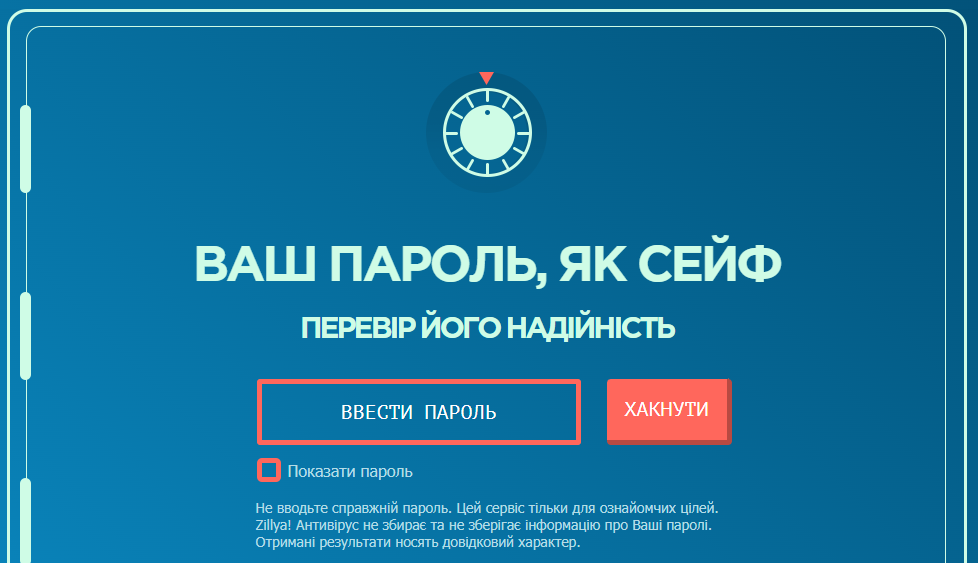 ВАШ ПАРОЛЬ, ЯК СЕЙФ
ПЕРЕВІР ЙОГО НАДІЙНІСТЬ
ВВЕСТИ ПАРОЛЬ
ХАКНУТИ
Показати пароль
Не вводьте справжній пароль. Цей сервіс тільки для ознайомчих цілей.
Zillya! Антивірус не збирає та не зберігає інформацію про Ваші паролі.
Отримані результати носять довідковий характер.